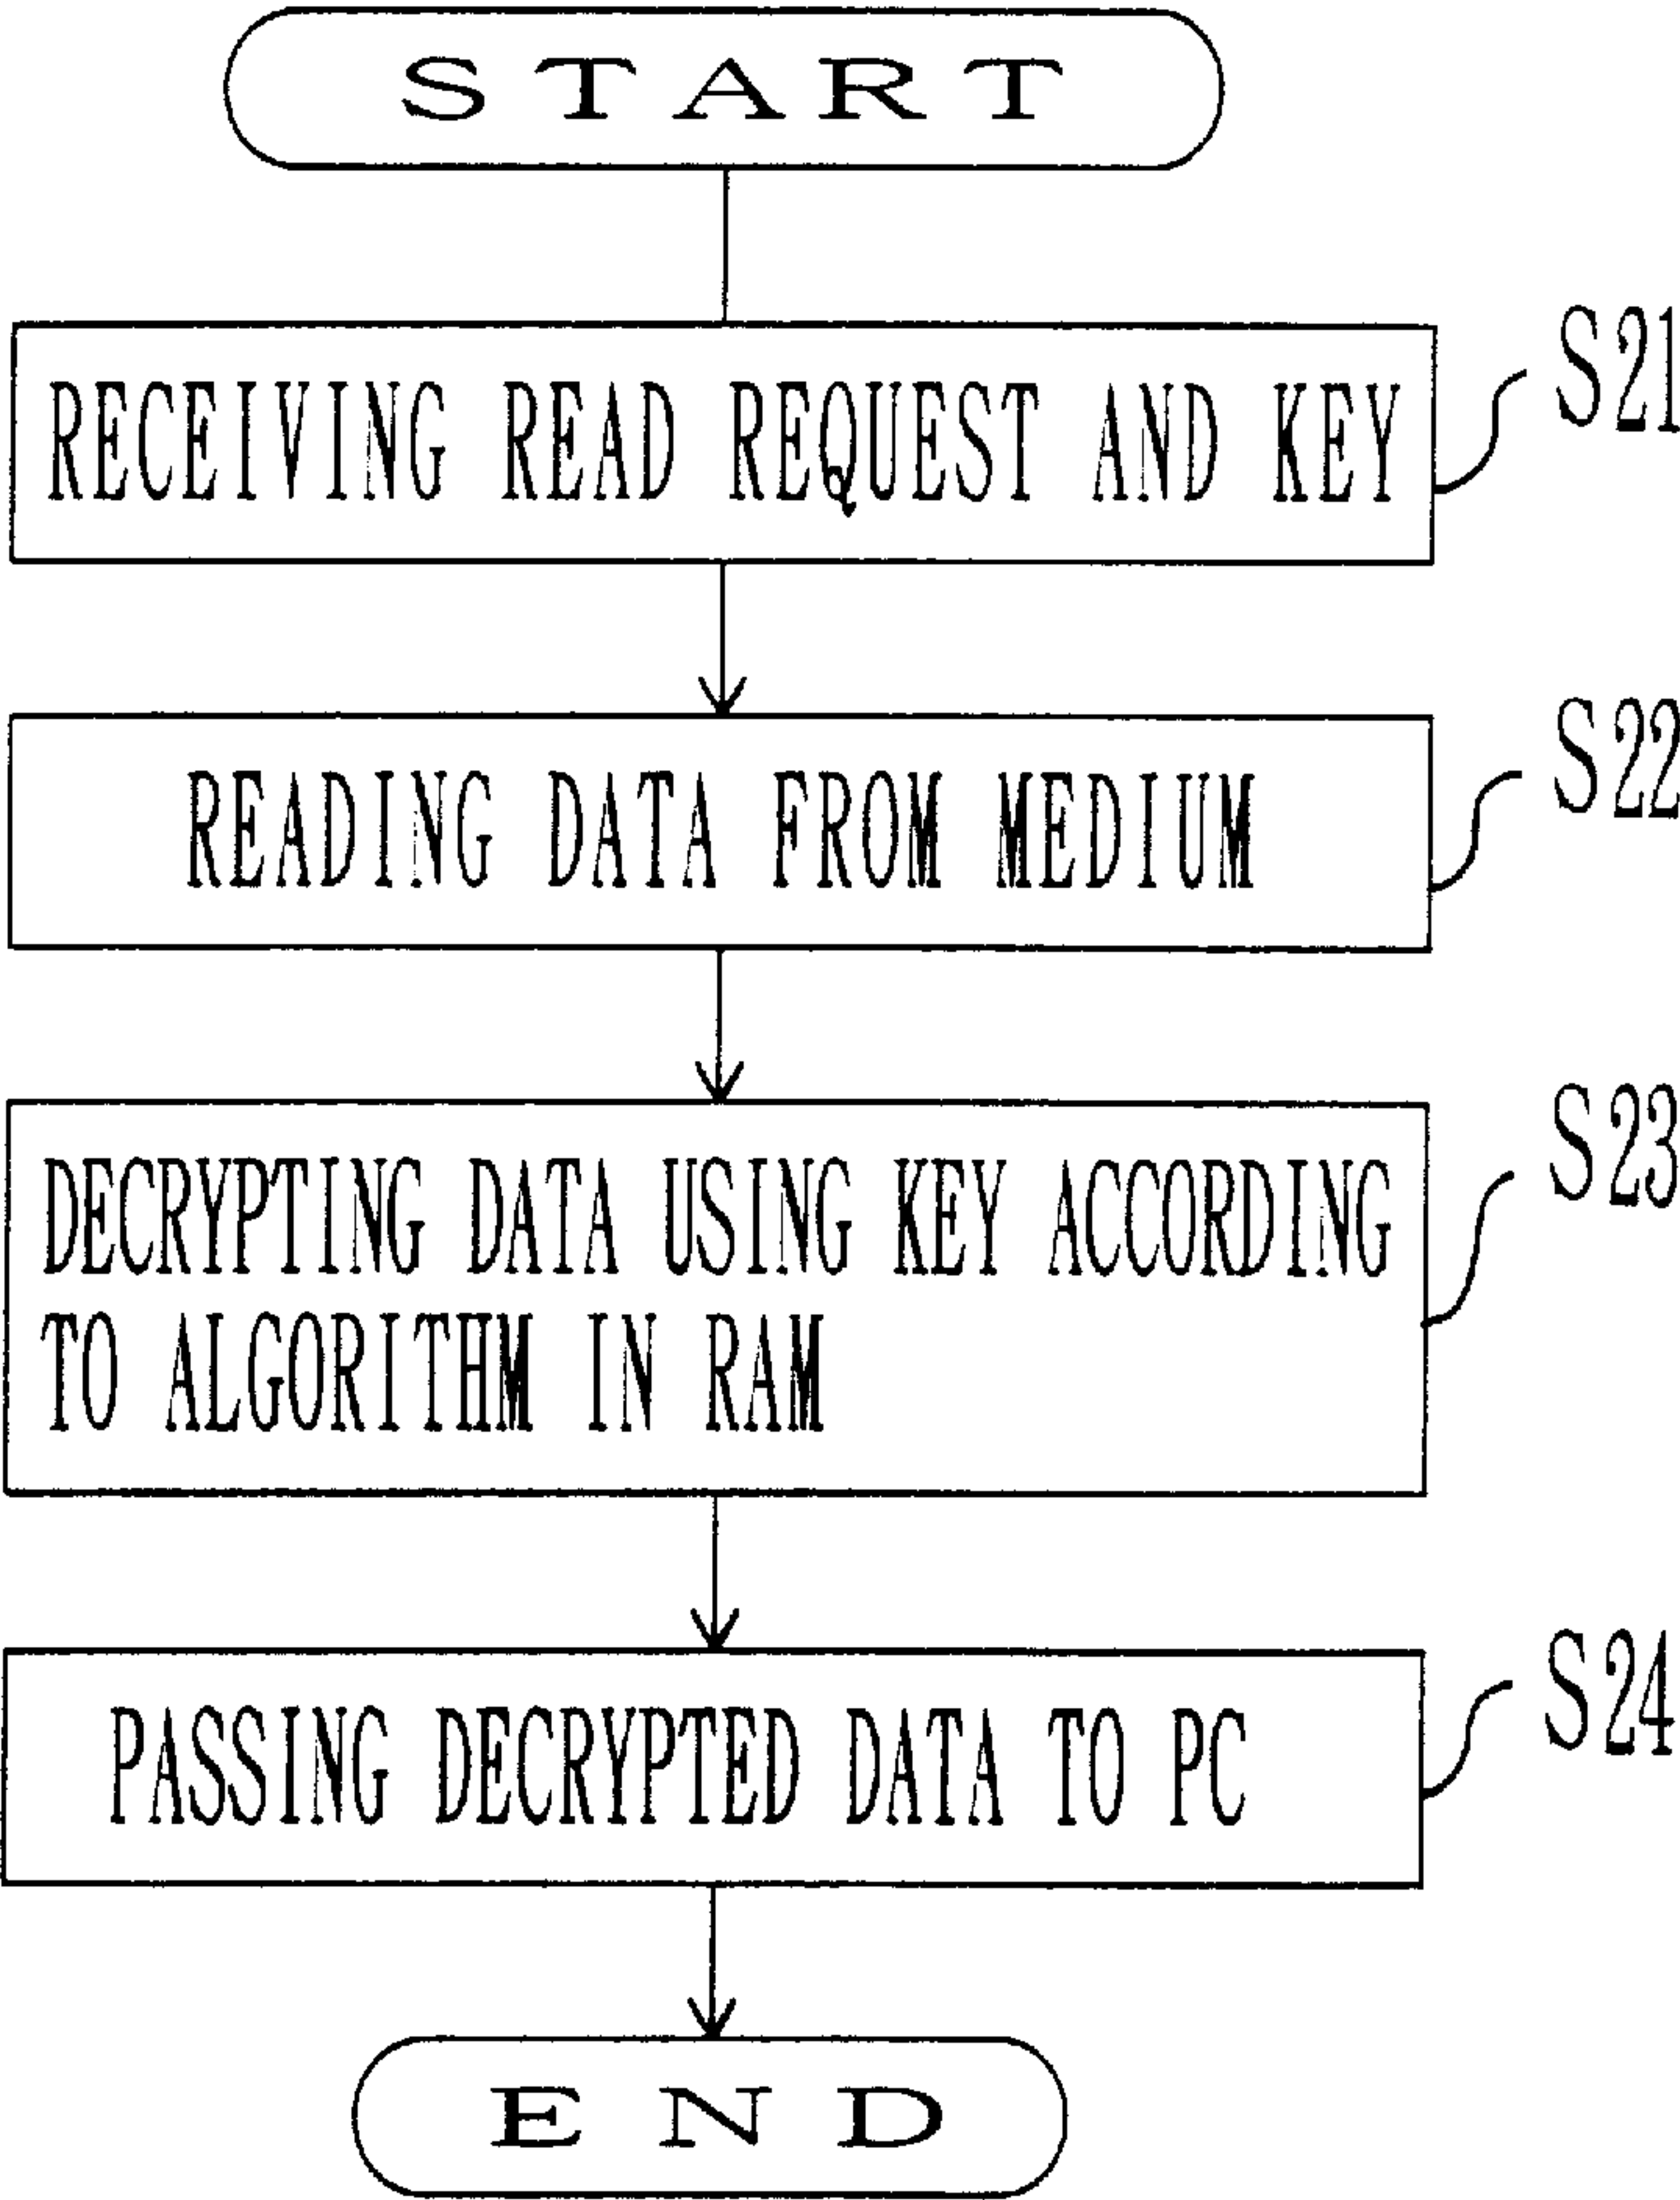 START
RECEIVING READ REQUEST AND KEY
S21
READING DATA FROM MEDIUM
S22
DECRYPTING DATA USING KEY ACCORDING
TO ALGORITHM IN RAM
S23
PASSING DECRYPTED DATA TO PC
S24
END